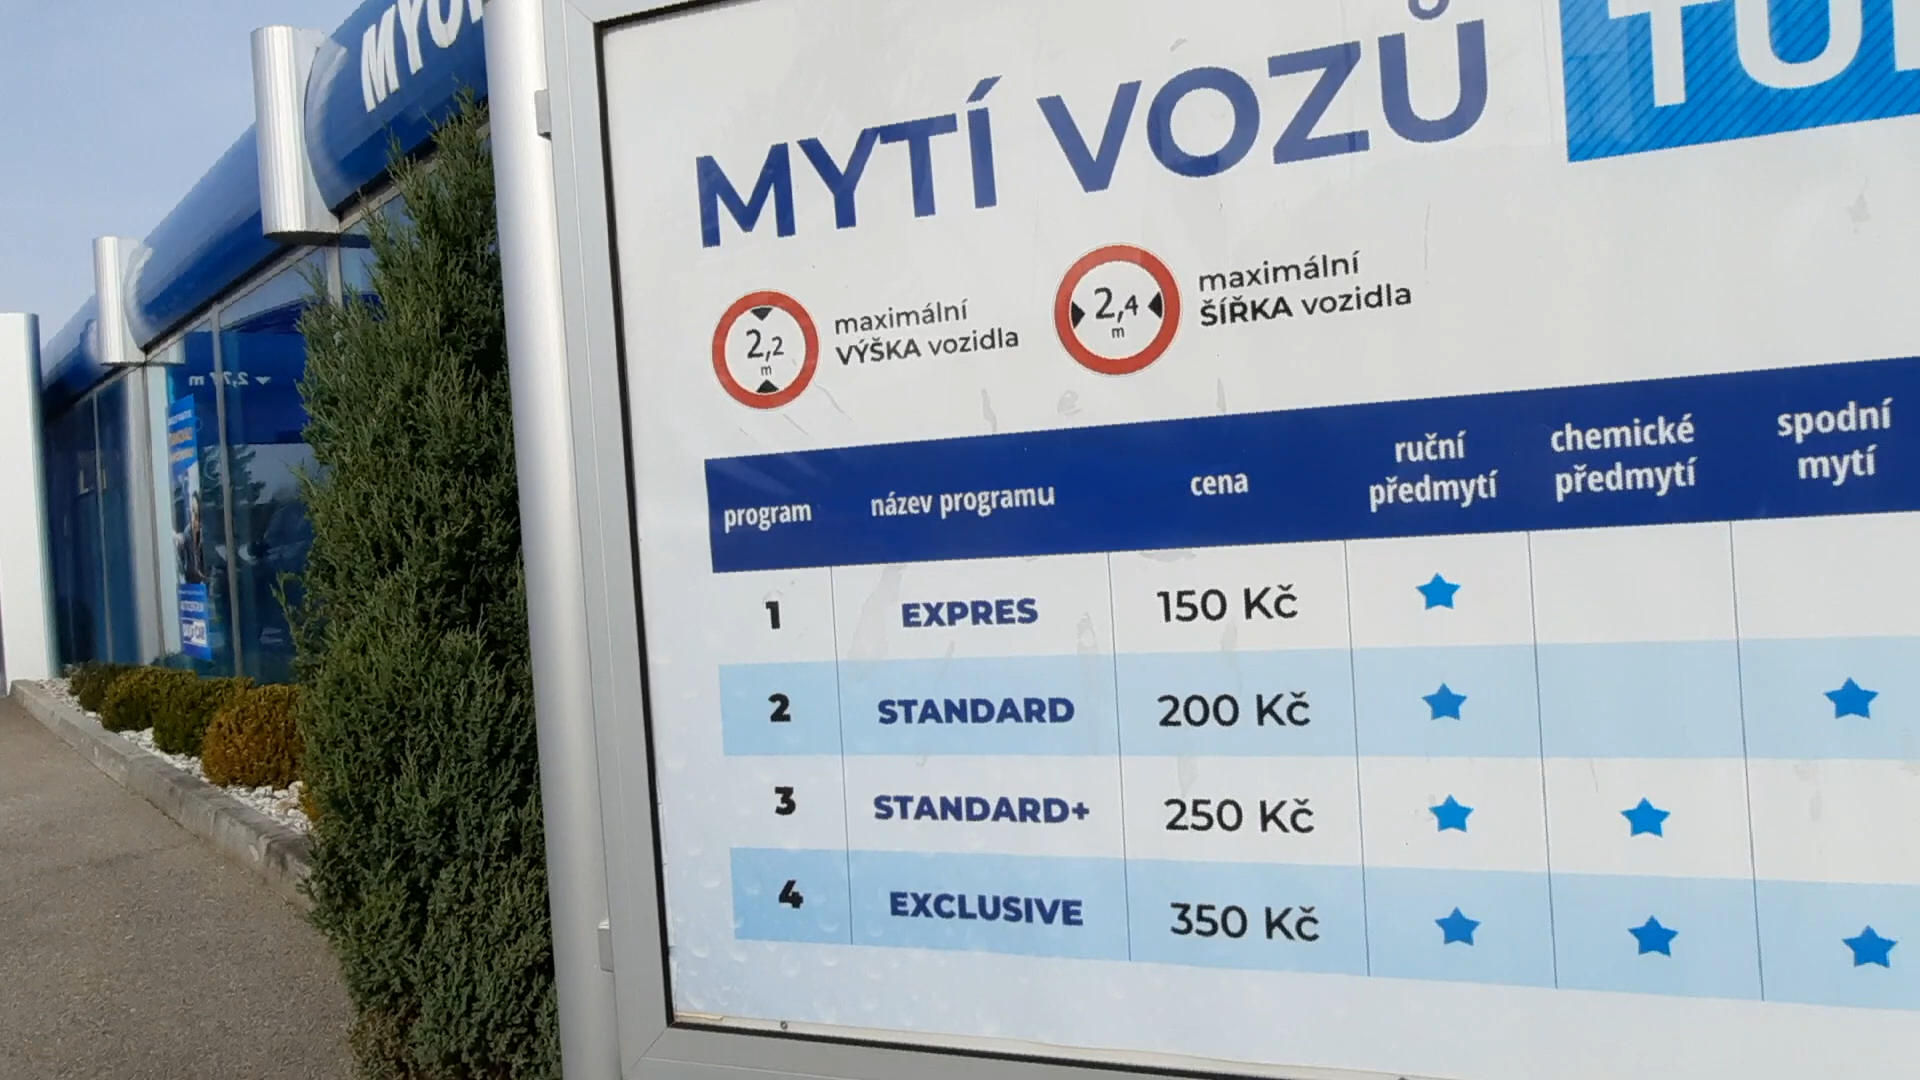 MYTÍ VOZŮ
2,2
m
maximální
VÝŠKA vozidla
2,4
m
maximální
ŠÍŘKA vozidla
program název programu cena ruční předmytí chemické předmytí spodní mytí
1 EXPRES 150 Kč
2 STANDARD 200 Kč
3 STANDARD+ 250 Kč
4 EXCLUSIVE 350 Kč